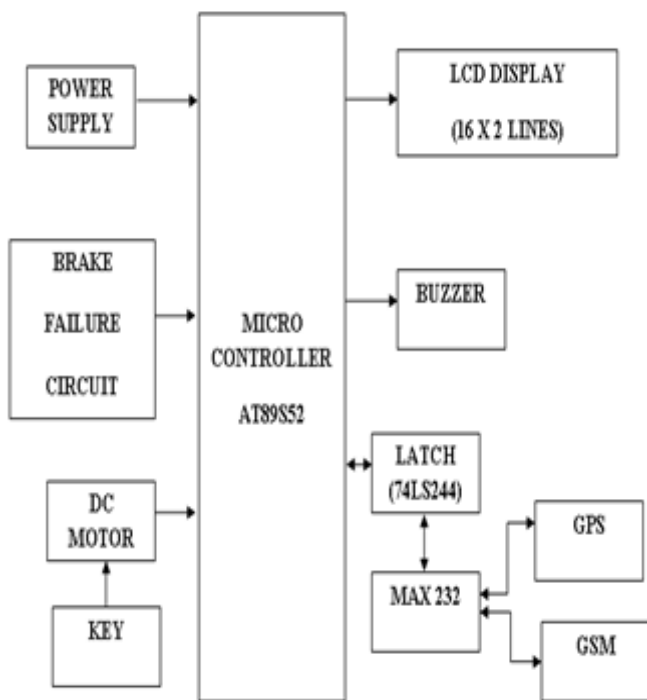 POWER
SUPPLY
BRAKE
FAILURE
CIRCUIT
DC
MOTOR
KEY
MICRO
CONTROLLER
AT89S52
LCD DISPLAY
(16 X 2 LINES)
BUZZER
LATCH
(74LS244)
MAX 232
GPS
GSM